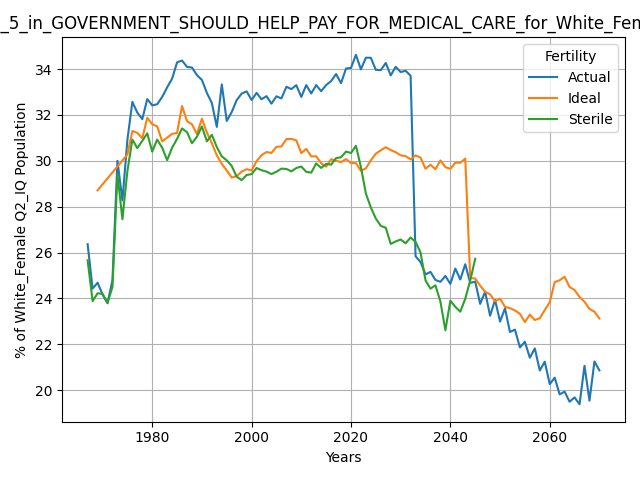 _5_in_GOVERNMENT_SHOULD_HELP_PAY_FOR_MEDICAL_CARE_for_White_Fem
Fertility
Actual
Ideal
Sterile
% of White_Female Q2_IQ Population
34
32
30
28
26
24
22
20
1980
2000
2020
2040
2060
Years